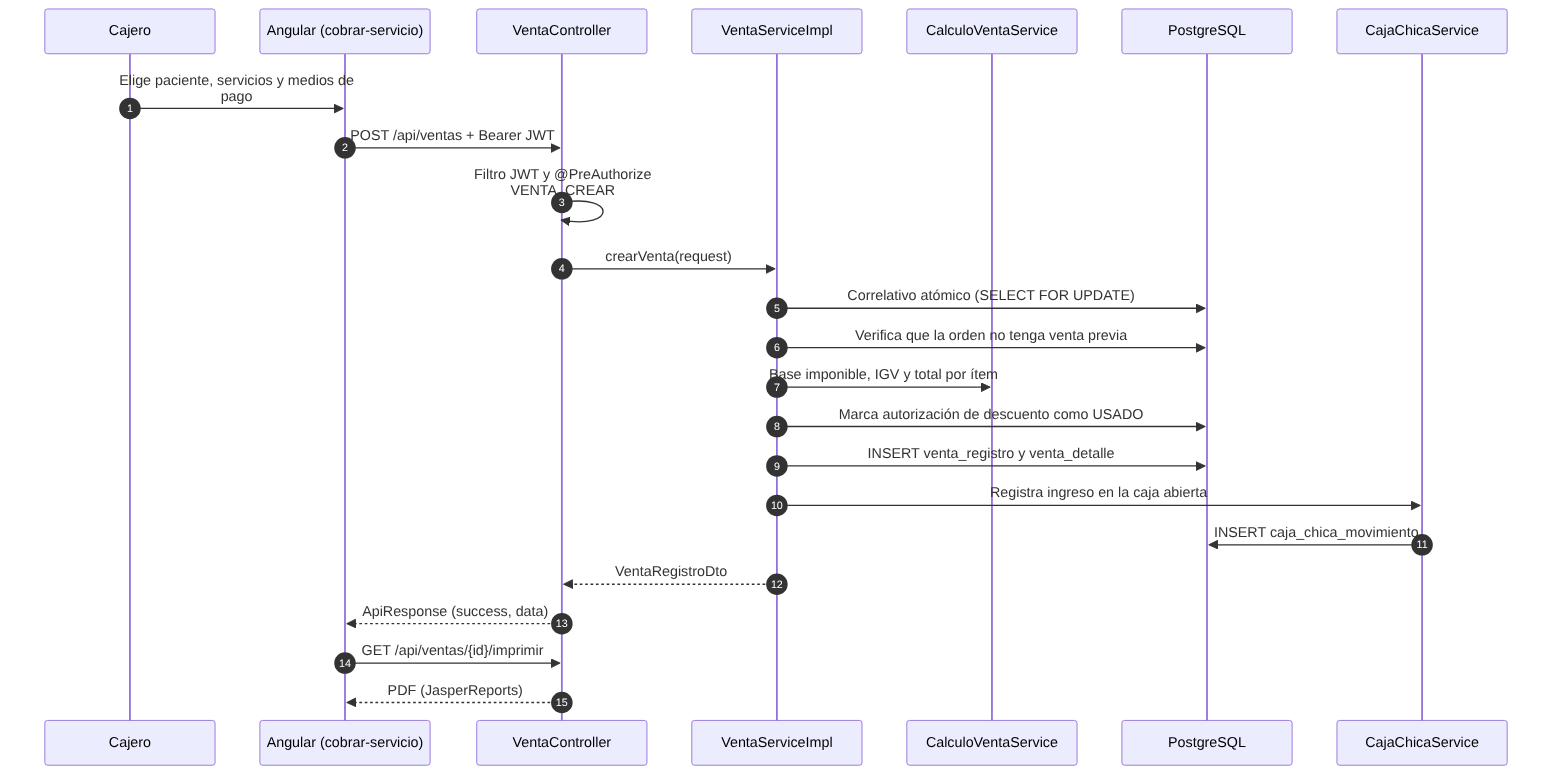 Cajero
Angular (cobrar-servicio)
VentaController
VentaServiceImpl
CalculoVentaService
PostgreSQL
CajaChicaService
Elige paciente, servicios y medios de
pago
1
POST /api/ventas + Bearer JWT
2
Filtro JWT y @PreAuthorize
VENTA_CREAR
3
crearVenta(request)
4
Correlativo atómico (SELECT FOR UPDATE)
5
Verifica que la orden no tenga venta previa
6
Base imponible, IGV y total por ítem
7
Marca autorización de descuento como USADO
8
INSERT venta_registro y venta_detalle
9
Registra ingreso en la caja abierta
10
INSERT caja_chica_movimiento
11
VentaRegistroDto
12
ApiResponse (success, data)
13
GET /api/ventas/{id}/imprimir
14
PDF (JasperReports)
15
Cajero
Angular (cobrar-servicio)
VentaController
VentaServiceImpl
CalculoVentaService
PostgreSQL
CajaChicaService